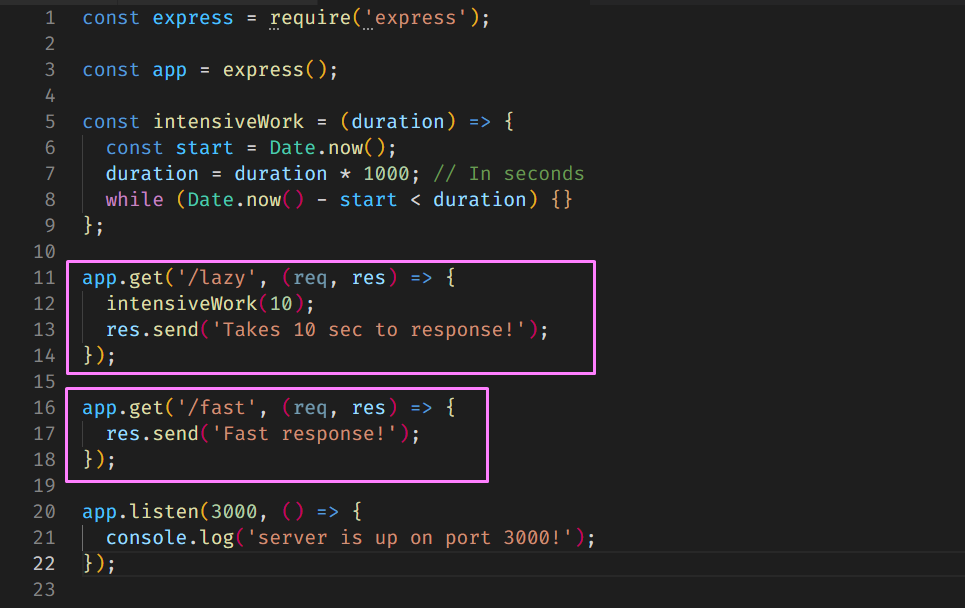 1 const express = require('express');
2
3 const app = express();
4
5 const intensiveWork = (duration) => {
6 const start = Date.now();
7 duration = duration * 1000; // In seconds
8 while (Date.now() - start < duration) {}
9 };
10
11 app.get('/lazy', (req, res) => {
12 intensiveWork(10);
13 res.send('Takes 10 sec to response!');
14 });
15
16 app.get('/fast', (req, res) => {
17 res.send('Fast response!');
18 });
19
20 app.listen(3000, () => {
21 console.log('server is up on port 3000!');
22 });
23